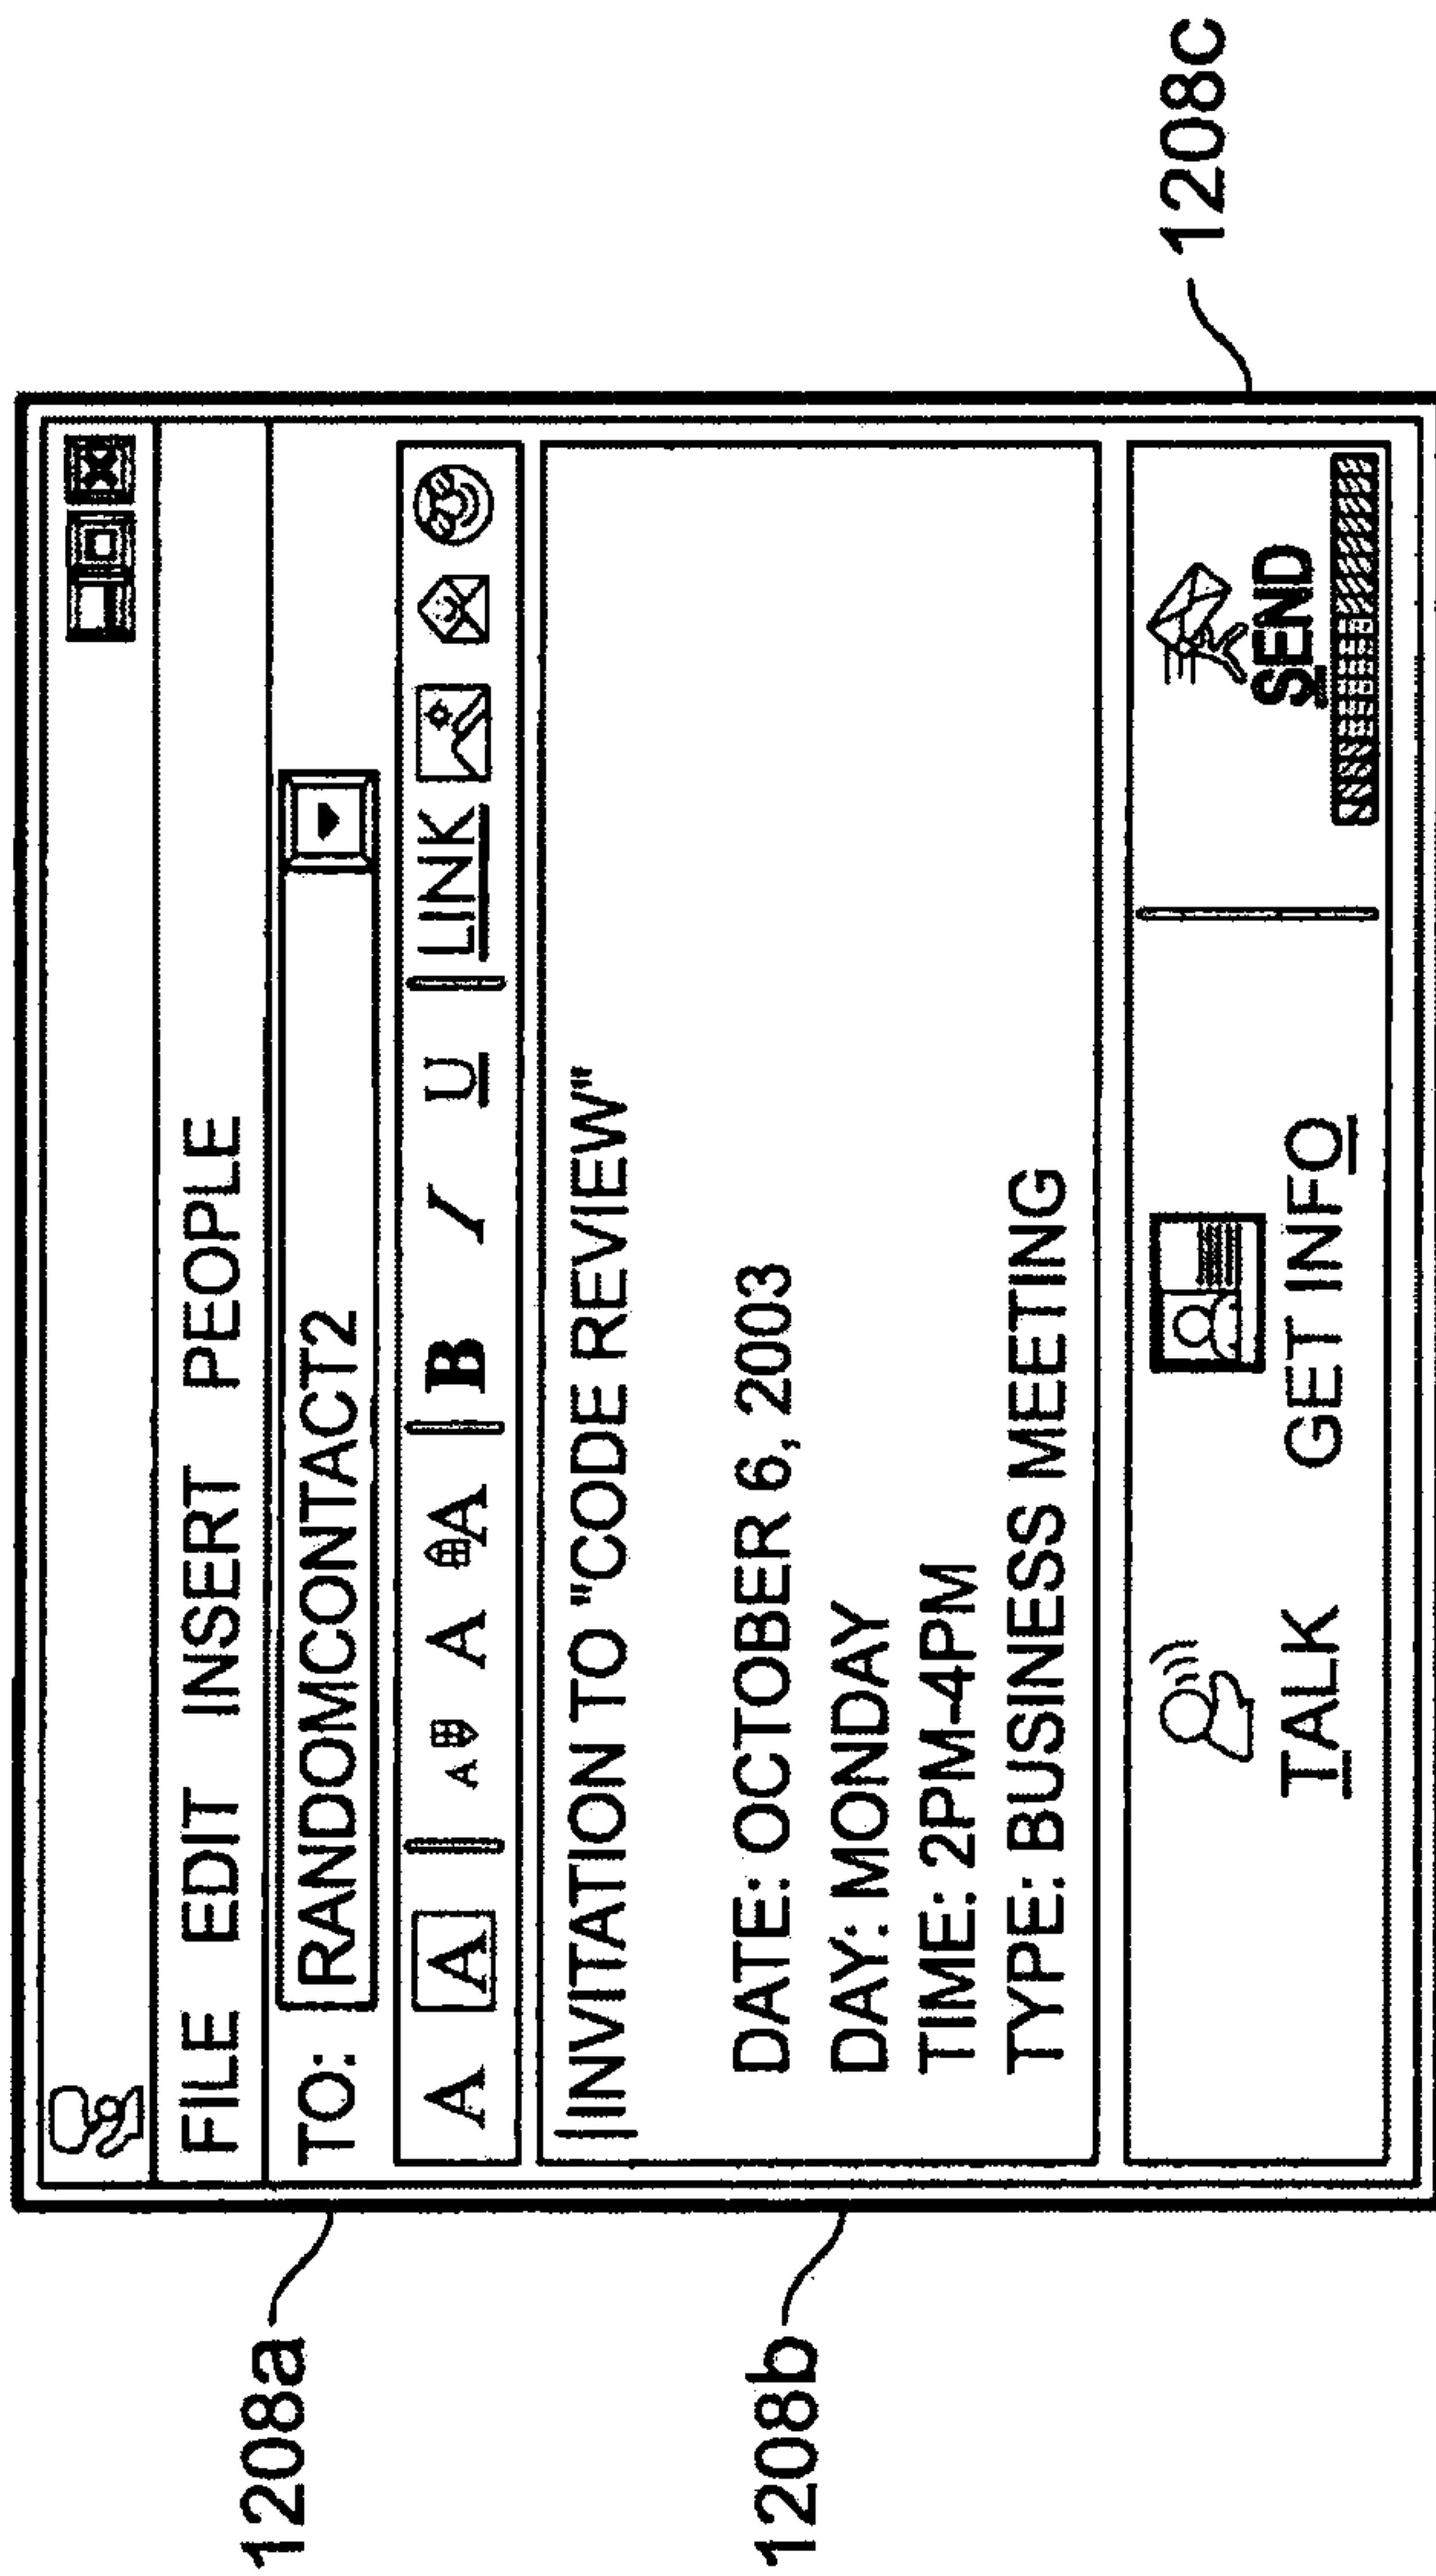 FILE EDIT INSERT PEOPLE
1208a
TO: RANDOMCONTACT2
A A A A A B I U LINK
INVITATION TO "CODE REVIEW"
1208b
DATE: OCTOBER 6, 2003
DAY: MONDAY
TIME: 2PM-4PM
TYPE: BUSINESS MEETING
TALK GET INFO SEND
1208c